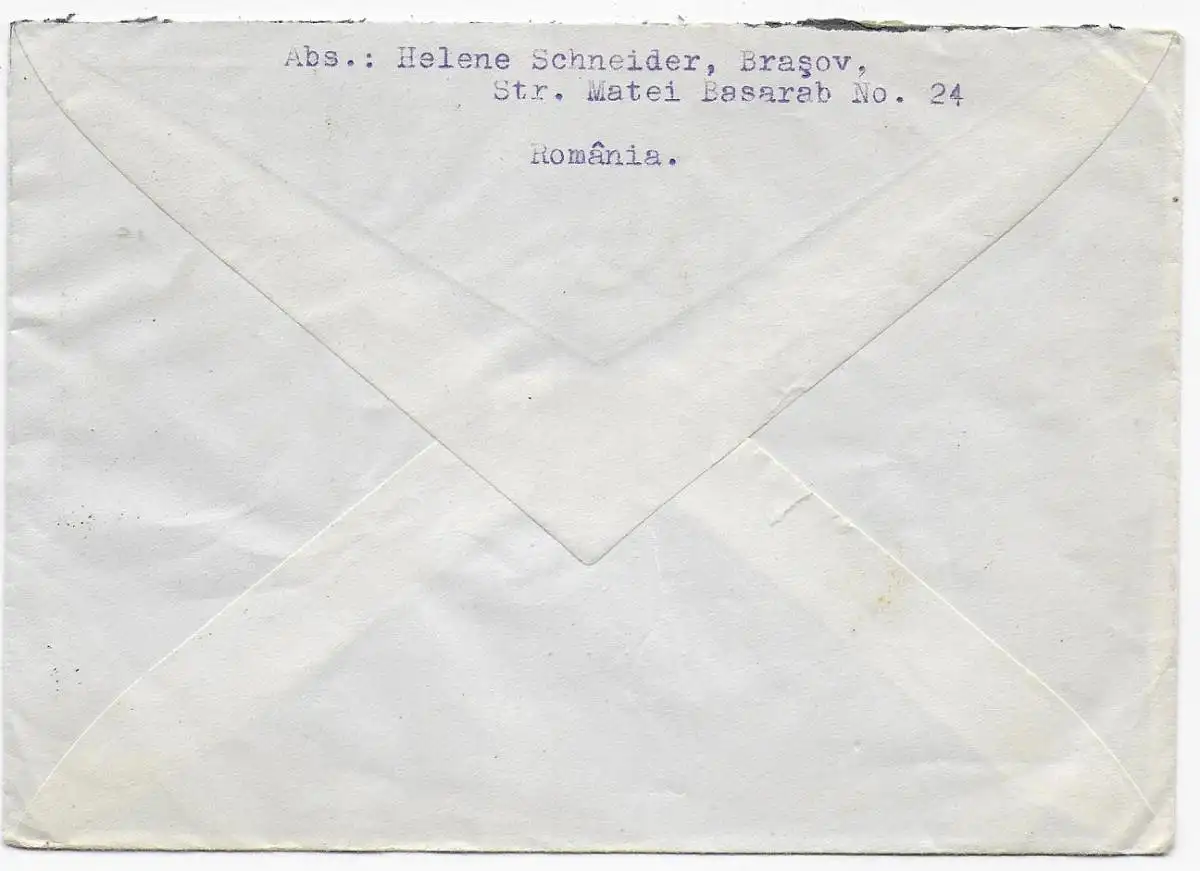 Abs.: Helene Schneider, Braşov,
Str. Matei Basarab No. 24
România.